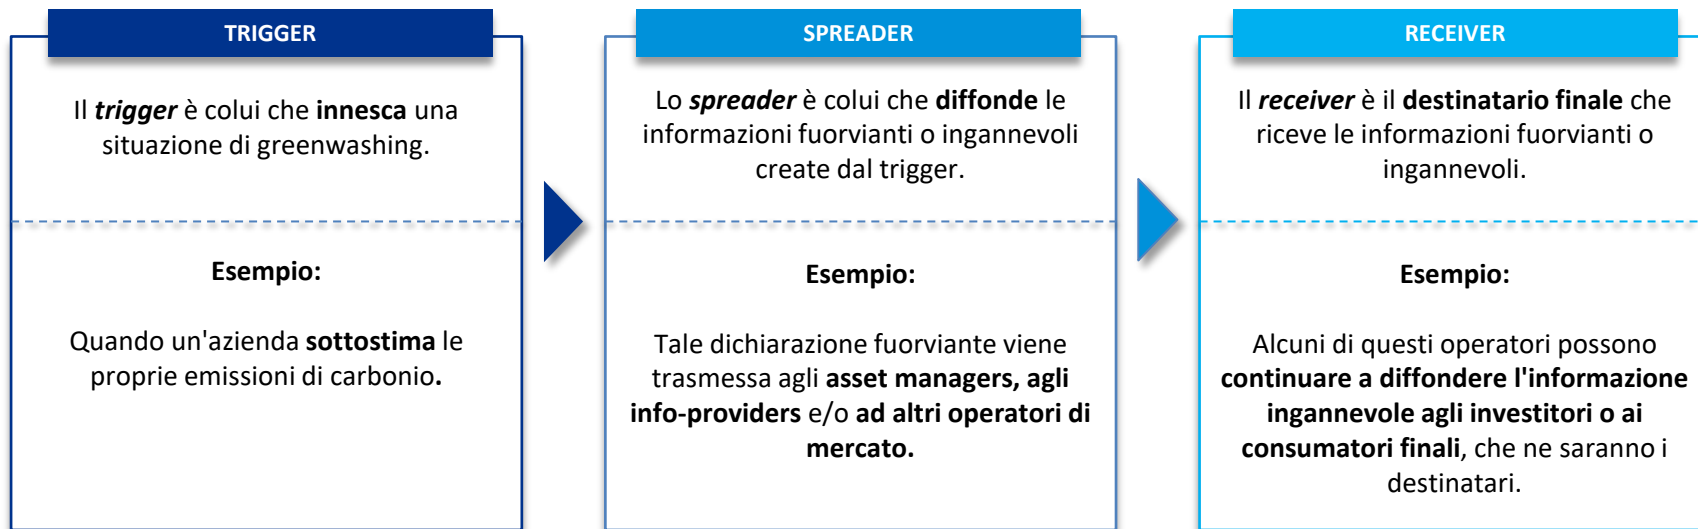 TRIGGER
Il trigger è colui che innesca una
situazione di greenwashing.
Esempio:
Quando un'azienda sottostima le
proprie emissioni di carbonio.
SPREADER
Lo spreader è colui che diffonde le
informazioni fuorvianti o ingannevoli
create dal trigger.
Esempio:
Tale dichiarazione fuorviante viene
trasmessa agli asset managers, agli
info-providers e/o ad altri operatori di
mercato.
RECEIVER
Il receiver è il destinatario finale che
riceve le informazioni fuorvianti o
ingannevoli.
Esempio:
Alcuni di questi operatori possono
continuare a diffondere l'informazione
ingannevole agli investitori o ai
consumatori finali, che ne saranno i
destinatari.